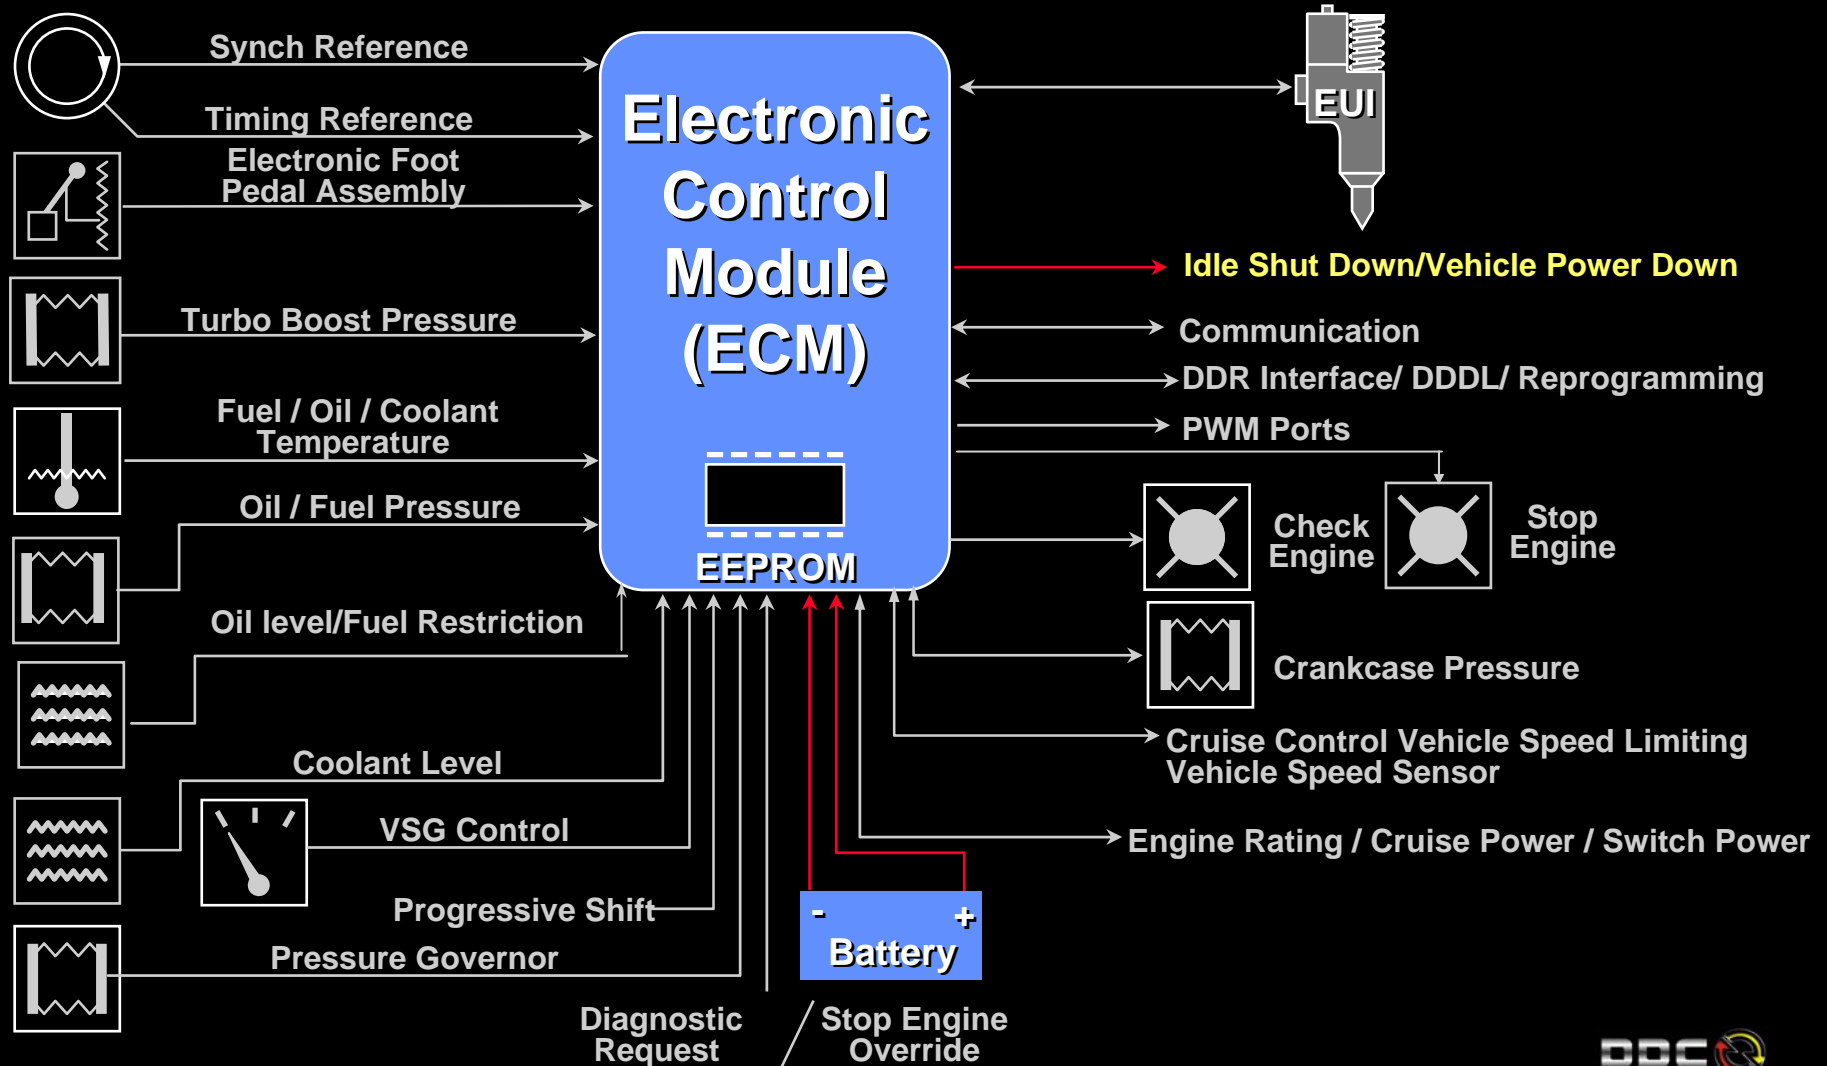 Synch Reference
Timing Reference
Electronic Foot
Pedal Assembly
Turbo Boost Pressure
Fuel / Oil / Coolant
Temperature
Oil / Fuel Pressure
Oil level/Fuel Restriction
Coolant Level
VSG Control
Progressive Shift
Pressure Governor
Diagnostic
Request
/
Stop Engine
Override
Electronic
Control
Module
(ECM)
EEPROM
- +
Battery
EUI
Idle Shut Down/Vehicle Power Down
Communication
DDR Interface/ DDDL/ Reprogramming
PWM Ports
Check
Engine
Stop
Engine
Crankcase Pressure
Cruise Control Vehicle Speed Limiting
Vehicle Speed Sensor
Engine Rating / Cruise Power / Switch Power
DDC